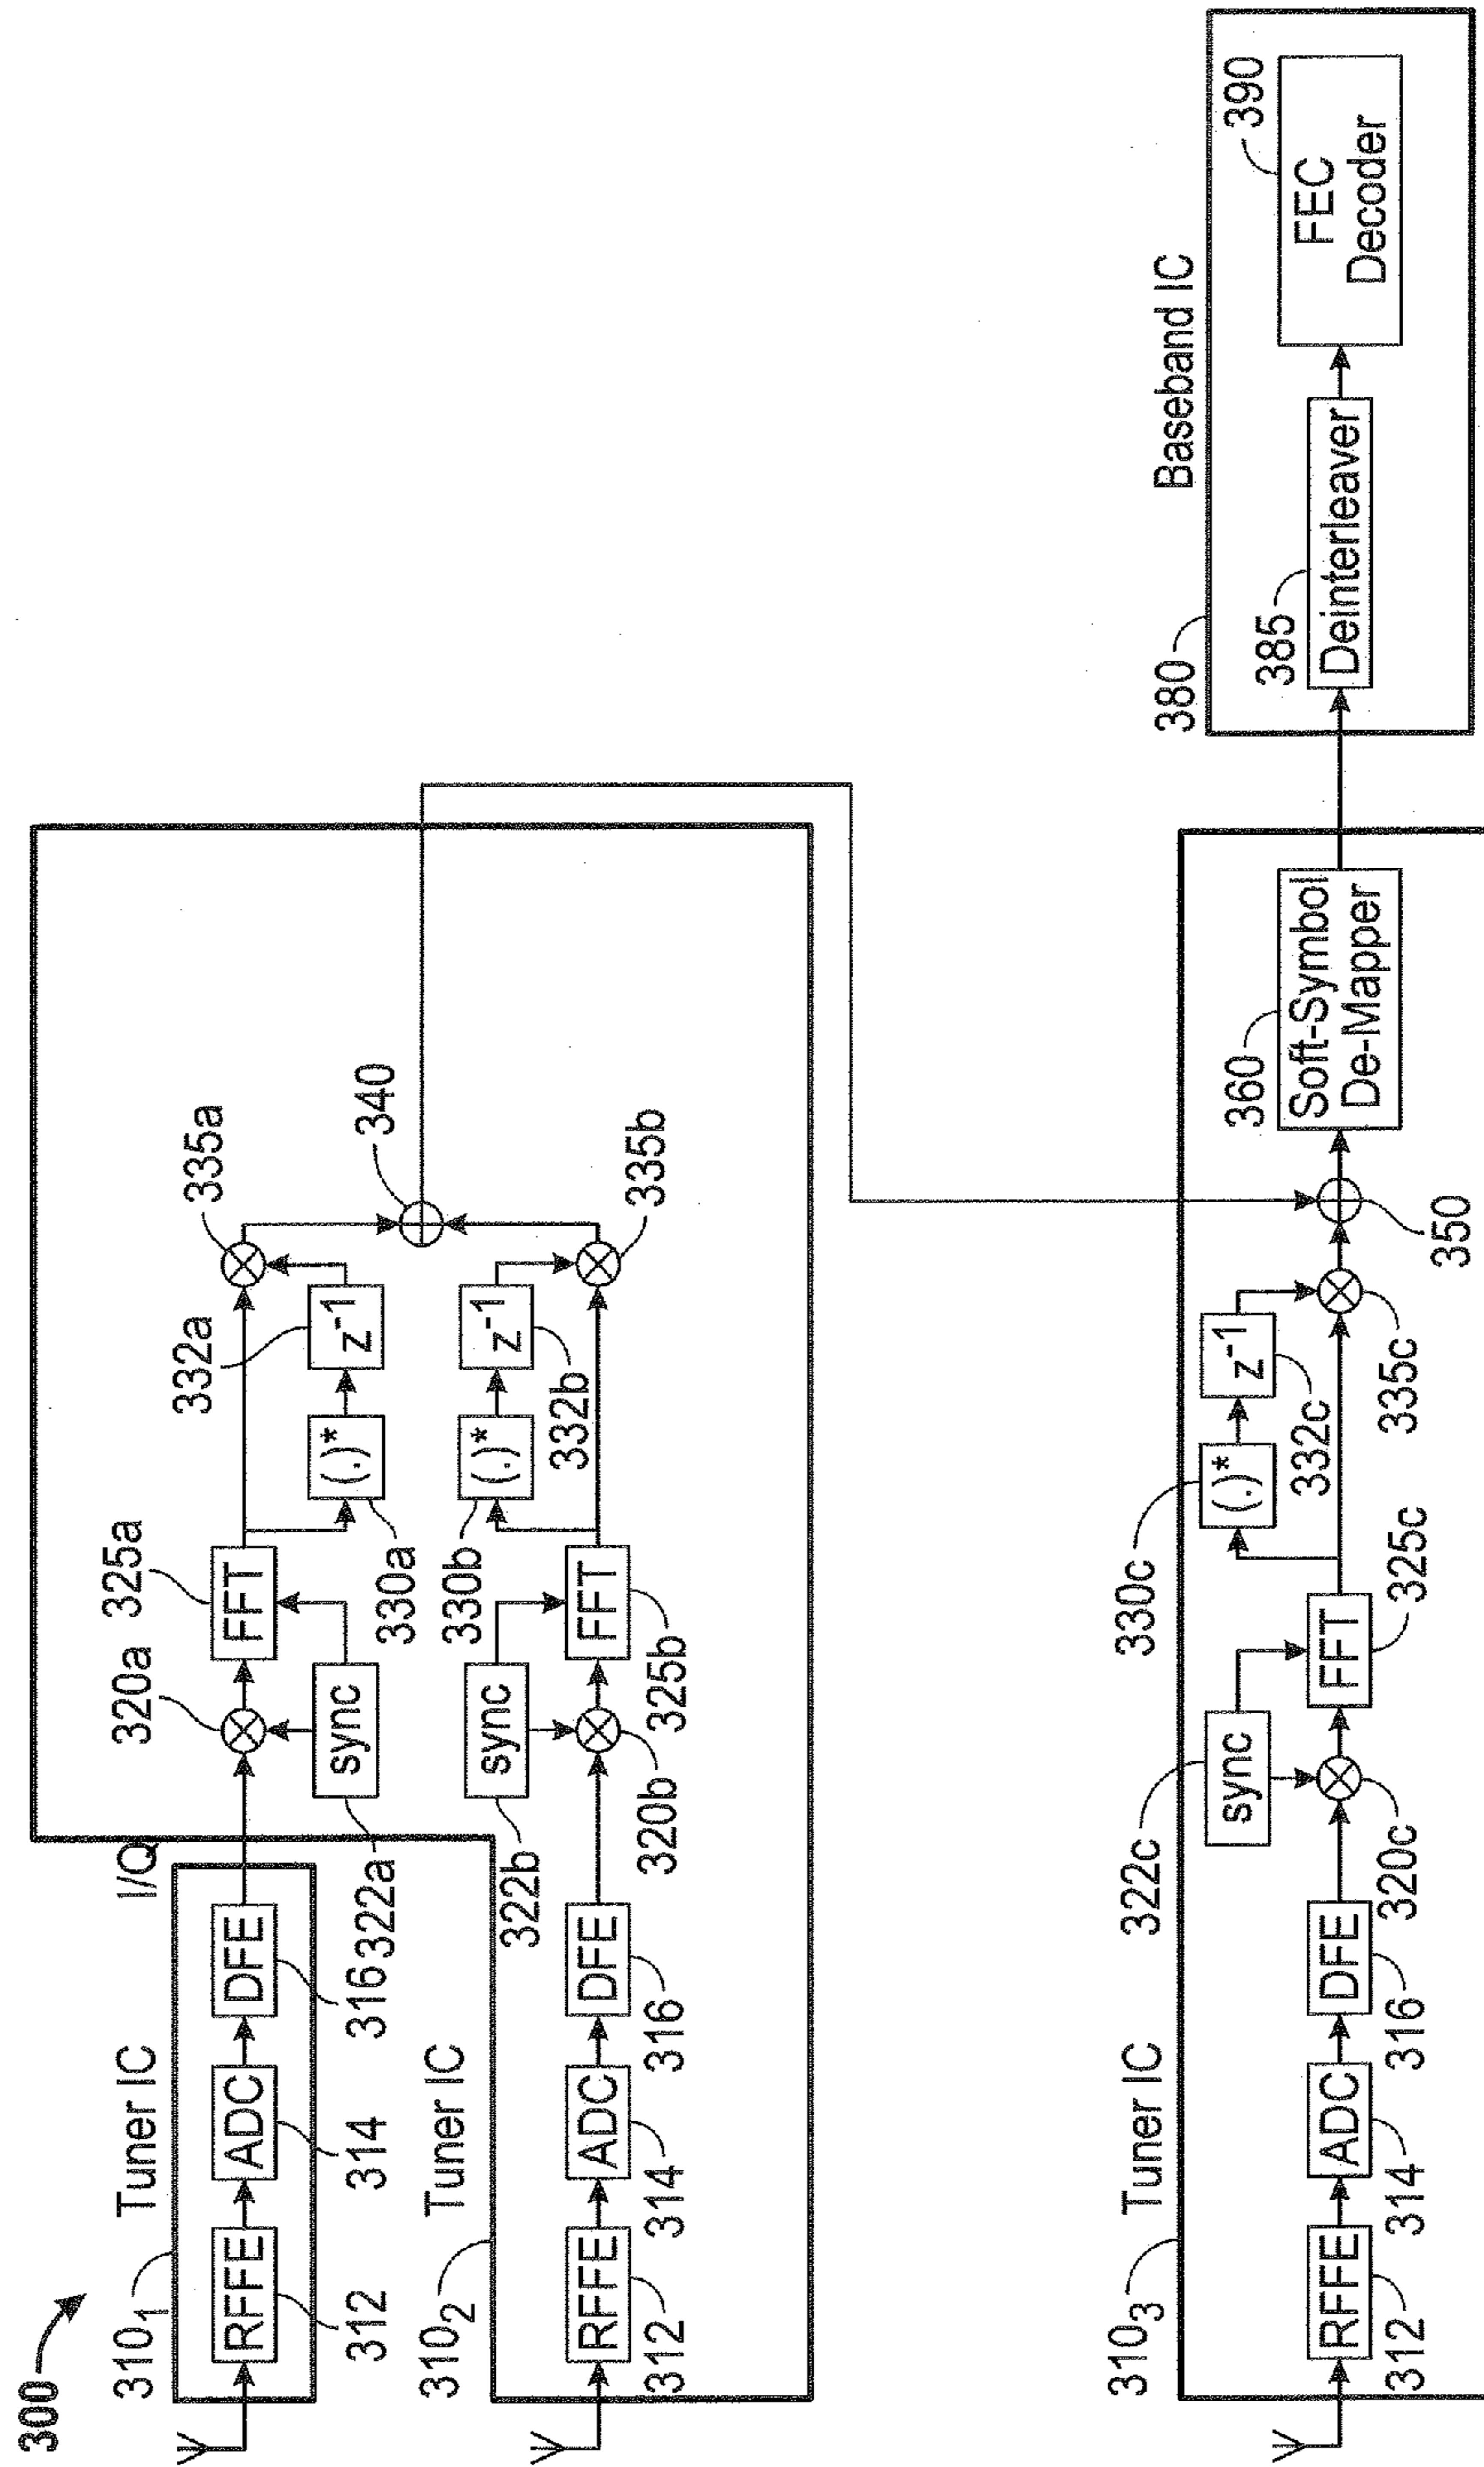 300
310₁
Tuner IC
RFFE
ADC
DFE
312
314
316
I/Q
320a
sync
322a
FFT
325a
(.)*
330a
z⁻¹
332a
335a
340
310₂
Tuner IC
RFFE
ADC
DFE
312
314
316
320b
sync
322b
FFT
325b
(.)*
330b
z⁻¹
332b
335b
310₃
Tuner IC
RFFE
ADC
DFE
312
314
316
320c
sync
322c
FFT
325c
(.)*
330c
z⁻¹
332c
335c
350
360
Soft-Symbol
De-Mapper
380
Baseband IC
385
Deinterleaver
390
FEC
Decoder